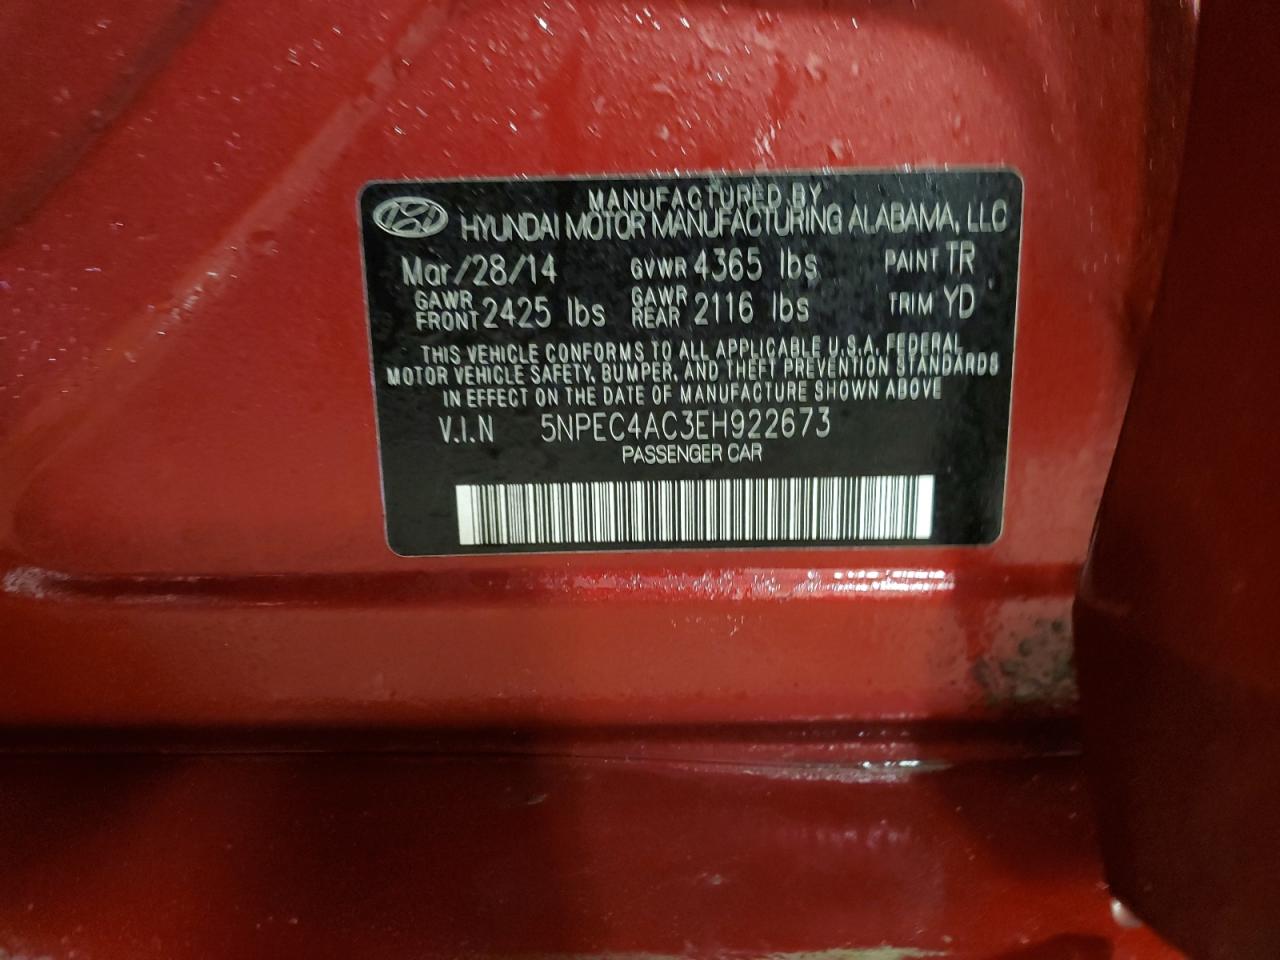 MANUFACTURED BY
HYUNDAI MOTOR MANUFACTURING ALABAMA, LLC
Mar/28/14 GVWR 4365 lbs PAINT TR
GAWR FRONT 2425 lbs GAWR REAR 2116 lbs TRIM YD
THIS VEHICLE CONFORMS TO ALL APPLICABLE U.S.A. FEDERAL
MOTOR VEHICLE SAFETY, BUMPER, AND THEFT PREVENTION STANDARDS
IN EFFECT ON THE DATE OF MANUFACTURE SHOWN ABOVE
V.I.N 5NPEC4AC3EH922673
PASSENGER CAR